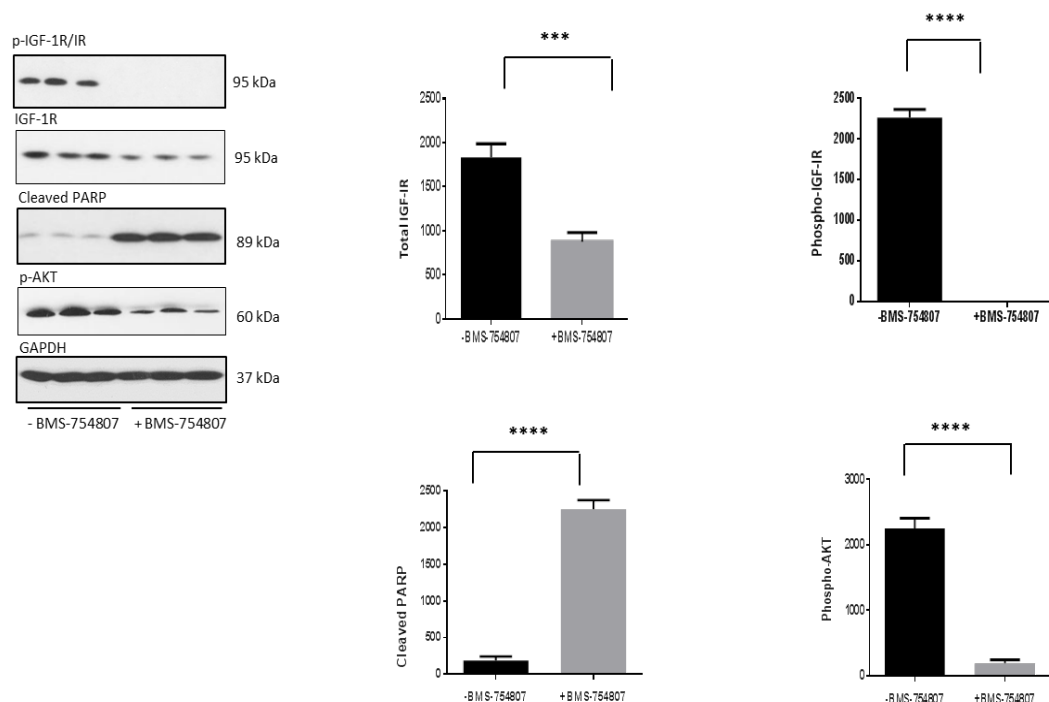 p-IGF-1R/IR
95 kDa
IGF-1R
95 kDa
Cleaved PARP
89 kDa
p-AKT
60 kDa
GAPDH
37 kDa
- BMS-754807 + BMS-754807
***
Total IGF-IR
2500
2000
1500
1000
500
0
-BMS-754807 +BMS-754807
****
Phospho-IGF-IR
2500
2000
1500
1000
500
0
-BMS-754807 +BMS-754807
****
Cleaved PARP
2500
2000
1500
1000
500
0
-BMS-754807 +BMS-754807
****
Phospho-AKT
3000
2000
1000
0
-BMS-754807 +BMS-754807